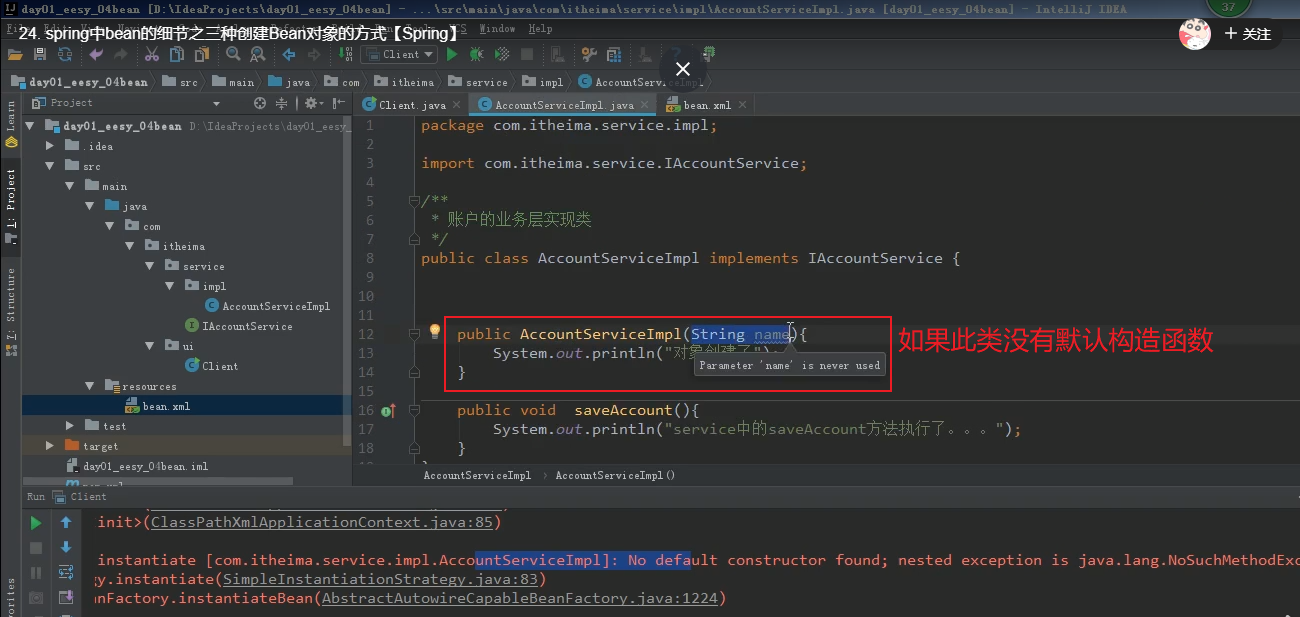 day01_eesy_04bean [D:\IdeaProjects\day01_eesy_04bean] - ...\src\main\java\com\itheima\service\impl\AccountServiceImpl.java [day01_eesy_04bean] - IntelliJ IDEA
37
Window Help
24. spring中bean的细节之三种创建Bean对象的方式【Spring】
+ 关注
Client
day01_eesy_04bean src main java com itheima service impl AccountServiceImpl
Project
Client.java AccountServiceImpl.java bean.xml
Learn
1: Project
7: Structure
day01_eesy_04bean D:\IdeaProjects\day01_eesy_
.idea
src
main
java
com
itheima
service
impl
AccountServiceImpl
IAccountService
ui
Client
resources
bean.xml
test
target
day01_eesy_04bean.iml
1 package com.itheima.service.impl;
2
3 import com.itheima.service.IAccountService;
4
5 /**
6 * 账户的业务层实现类
7 */
8 public class AccountServiceImpl implements IAccountService {
9
10
11
12 public AccountServiceImpl(String name){
13 System.out.println("对象创建了");
14 }
15
16 public void saveAccount(){
17 System.out.println("service中的saveAccount方法执行了。。。");
18 }
Parameter 'name' is never used
如果此类没有默认构造函数
AccountServiceImpl › AccountServiceImpl()
Run Client
init>(ClassPathXmlApplicationContext.java:85)
instantiate [com.itheima.service.impl.AccountServiceImpl]: No default constructor found; nested exception is java.lang.NoSuchMethodExc
gy.instantiate(SimpleInstantiationStrategy.java:83)
anFactory.instantiateBean(AbstractAutowireCapableBeanFactory.java:1224)